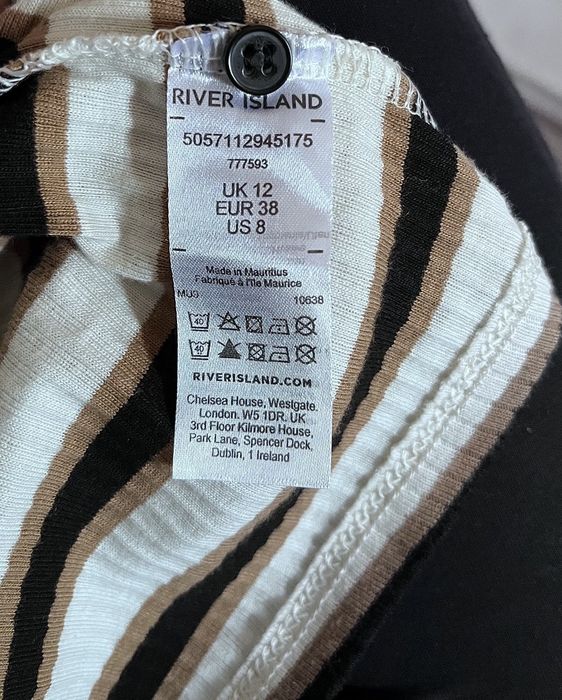 RIVER ISLAND
5057112945175
777593
UK 12
EUR 38
US 8
Made in Mauritius
Fabriqué à l'île Maurice
MU3 10638
40
40
RIVERISLAND.COM
Chelsea House, Westgate.
London. W5 1DR. UK
3rd Floor Kilmore House,
Park Lane, Spencer Dock,
Dublin, 1 Ireland